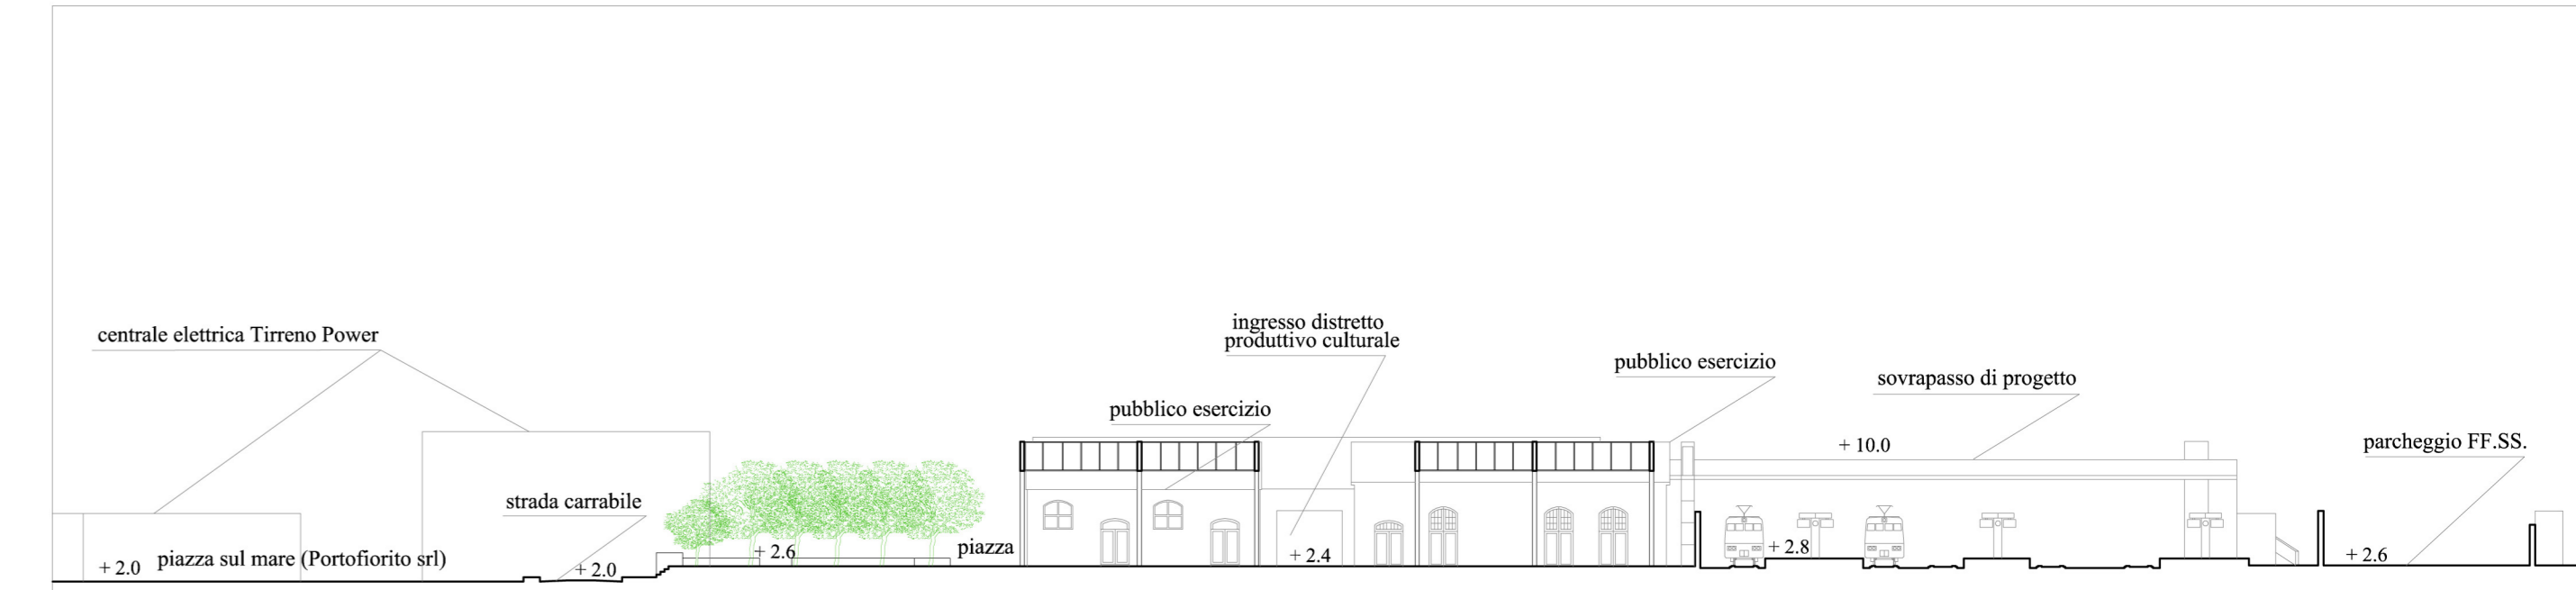 ingresso distretto
produttivo culturale
centrale elettrica Tirreno Power
pubblico esercizio
sovrapasso di progetto
pubblico esercizio
+ 10.0
parcheggio FF.SS.
strada carrabile
piazza
+ 2.8
+ 2.6
+ 2.4
+ 2.6
piazza sul mare (Portofiorito srl)
+ 2.0
+ 2.0